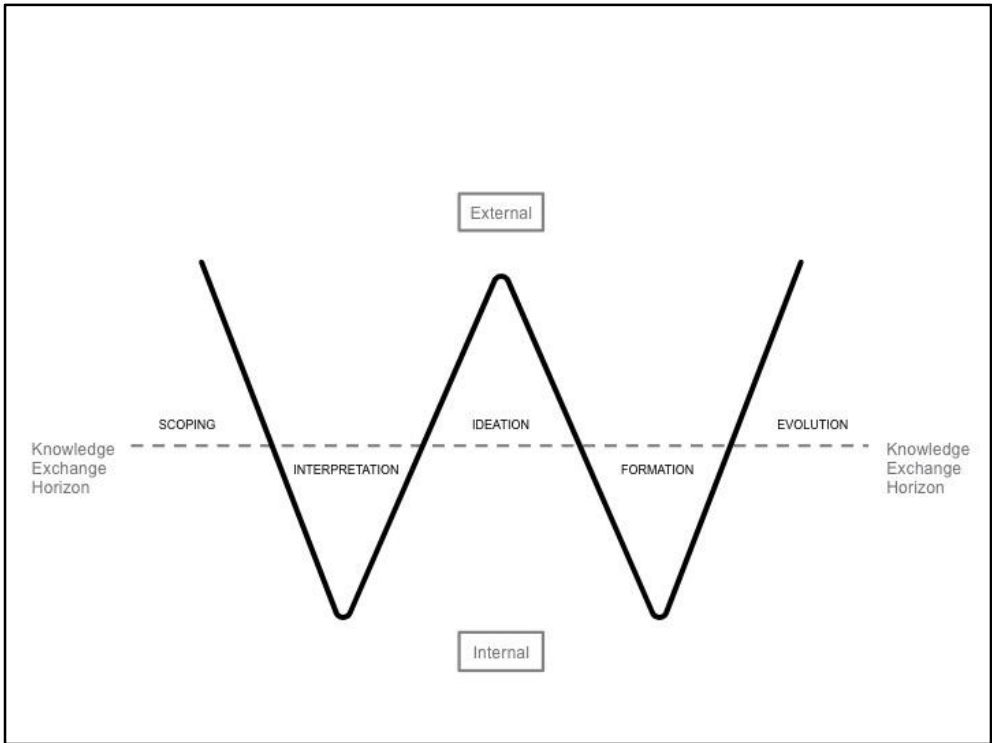 External
SCOPING
IDEATION
EVOLUTION
Knowledge
Exchange
Horizon
INTERPRETATION
FORMATION
Knowledge
Exchange
Horizon
Internal